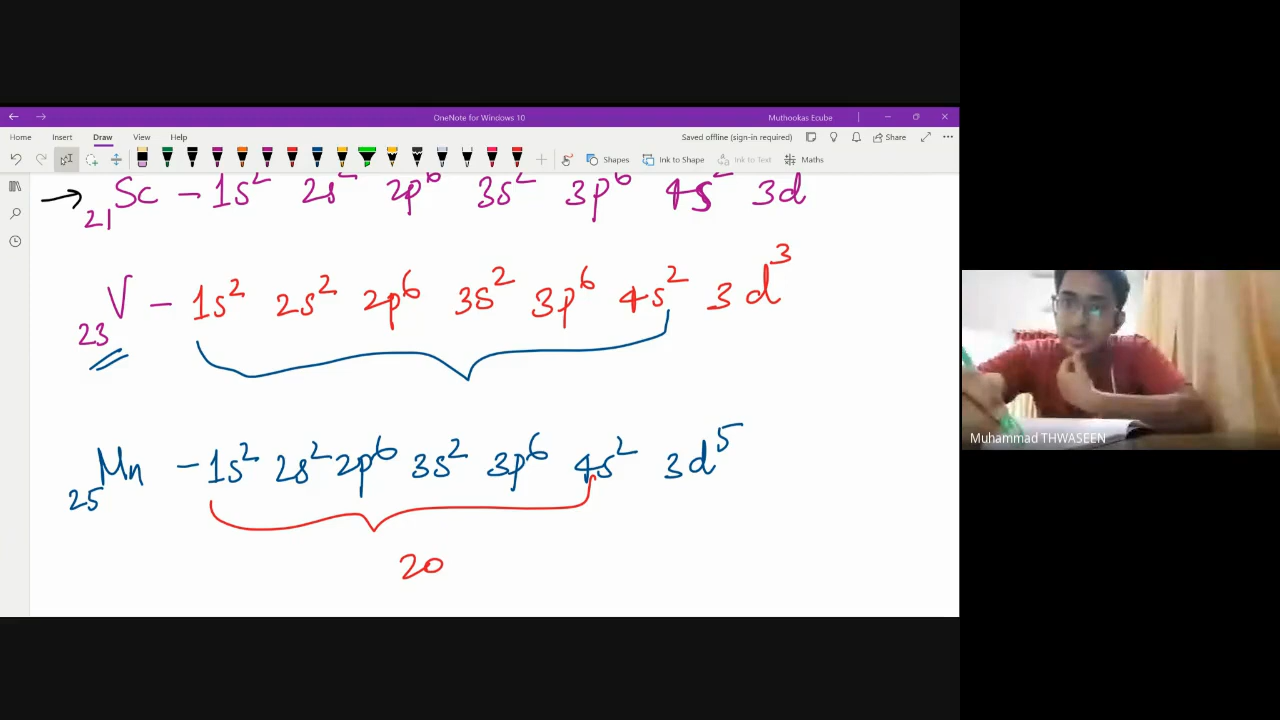 OneNote for Windows 10 Muthookas Ecube
Home Insert Draw View Help Saved offline (sign-in required) Share
Shapes Ink to Shape Ink to Text Maths
21Sc - 1s² 2s² 2p⁶ 3s² 3p⁶ 4s² 3d
23V - 1s² 2s² 2p⁶ 3s² 3p⁶ 4s² 3d³
25Mn - 1s² 2s² 2p⁶ 3s² 3p⁶ 4s² 3d⁵
20
Muhammad THWASEEN